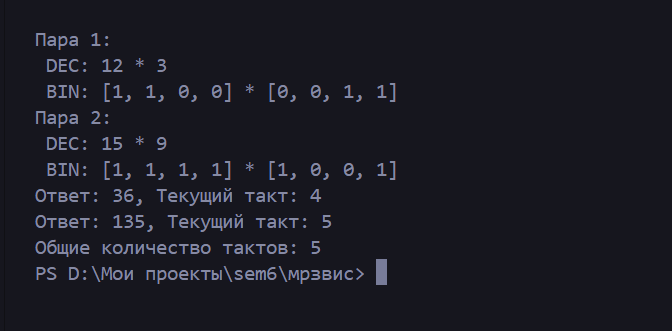 Пара 1:
DEC: 12 * 3
BIN: [1, 1, 0, 0] * [0, 0, 1, 1]
Пара 2:
DEC: 15 * 9
BIN: [1, 1, 1, 1] * [1, 0, 0, 1]
Ответ: 36, Текущий такт: 4
Ответ: 135, Текущий такт: 5
Общие количество тактов: 5
PS D:\Мои проекты\sem6\мрзвис>